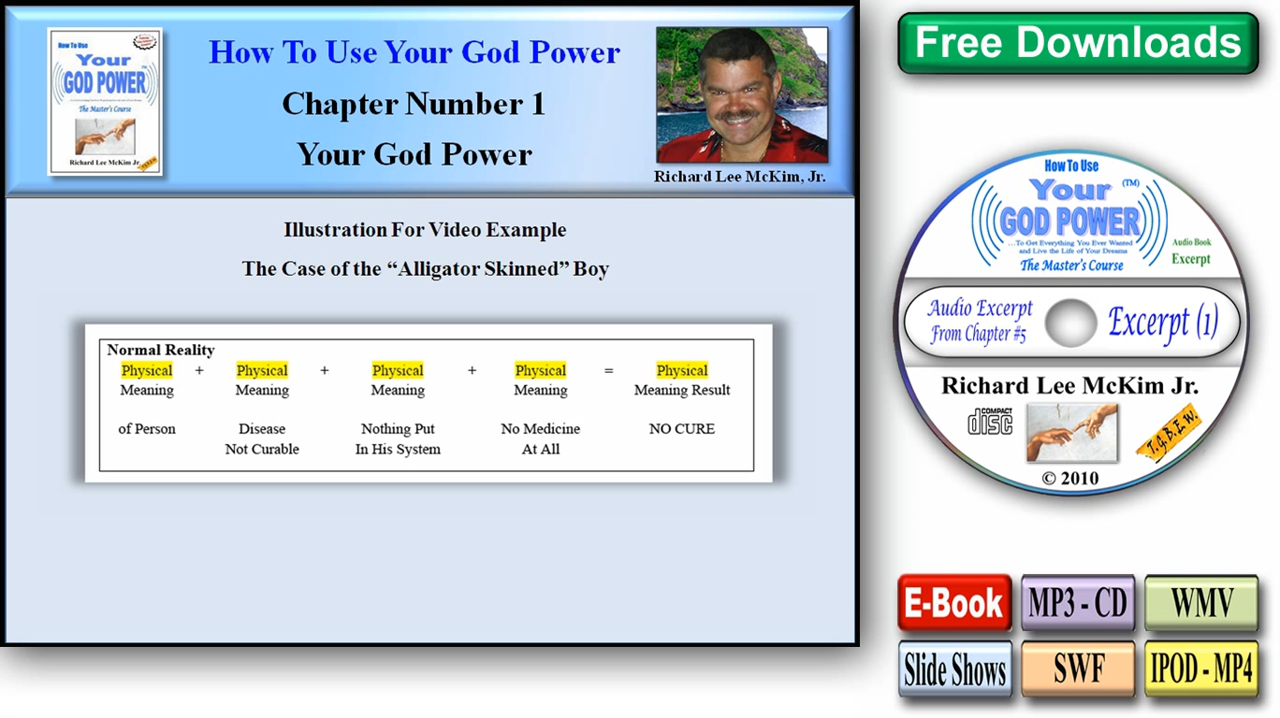 How To Use
Your
GOD POWER
The Master's Course
Richard Lee McKim Jr.
How To Use Your God Power
Chapter Number 1
Your God Power
Richard Lee McKim, Jr.
Illustration For Video Example
The Case of the “Alligator Skinned” Boy
Normal Reality
Physical + Physical + Physical + Physical = Physical
Meaning Meaning Meaning Meaning Meaning Result
of Person Disease Nothing Put No Medicine NO CURE
Not Curable In His System At All
Free Downloads
How To Use
Your (TM)
GOD POWER
...To Get Everything You Ever Wanted
and Live the Life of Your Dreams
The Master's Course
Audio Book
Excerpt
Audio Excerpt
From Chapter #5
Excerpt (1)
Richard Lee McKim Jr.
COMPACT
disc
T.G.B.E.W.
© 2010
E-Book MP3 - CD WMV
Slide Shows SWF IPOD - MP4